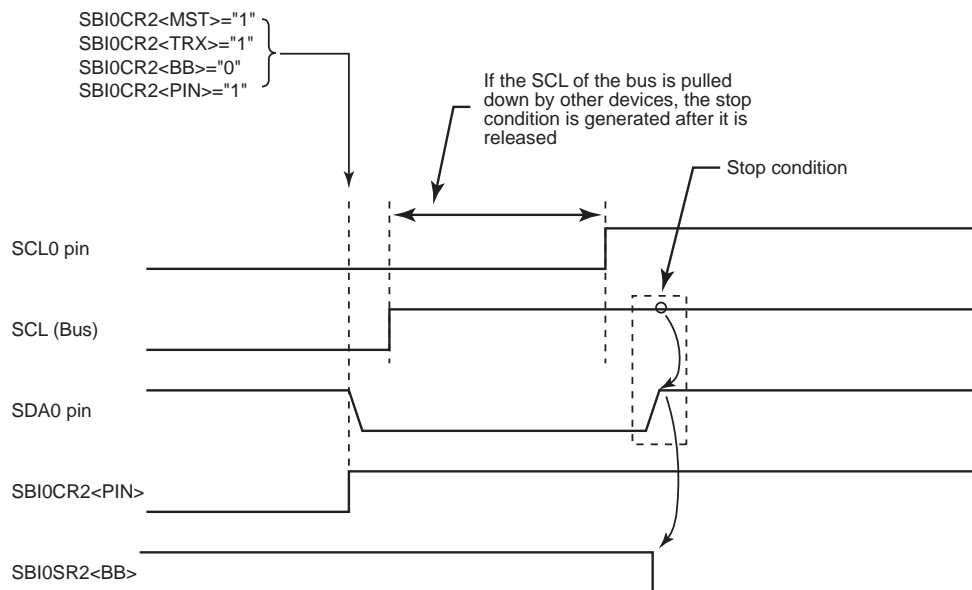 SBI0CR2<MST>="1"
SBI0CR2<TRX>="1"
SBI0CR2<BB>="0"
SBI0CR2<PIN>="1"
If the SCL of the bus is pulled
down by other devices, the stop
condition is generated after it is
released
Stop condition
SCL0 pin
SCL (Bus)
SDA0 pin
SBI0CR2<PIN>
SBI0SR2<BB>